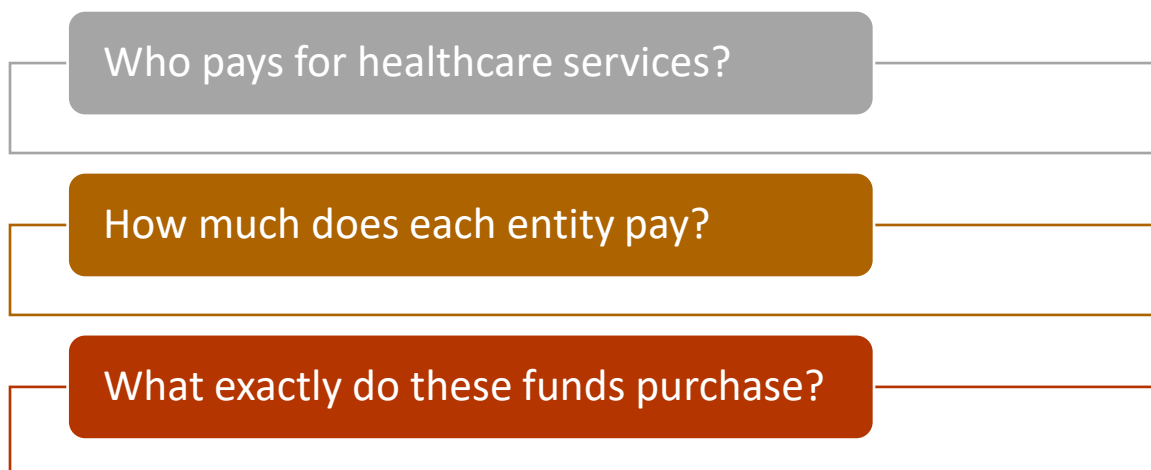 Who pays for healthcare services?
How much does each entity pay?
What exactly do these funds purchase?